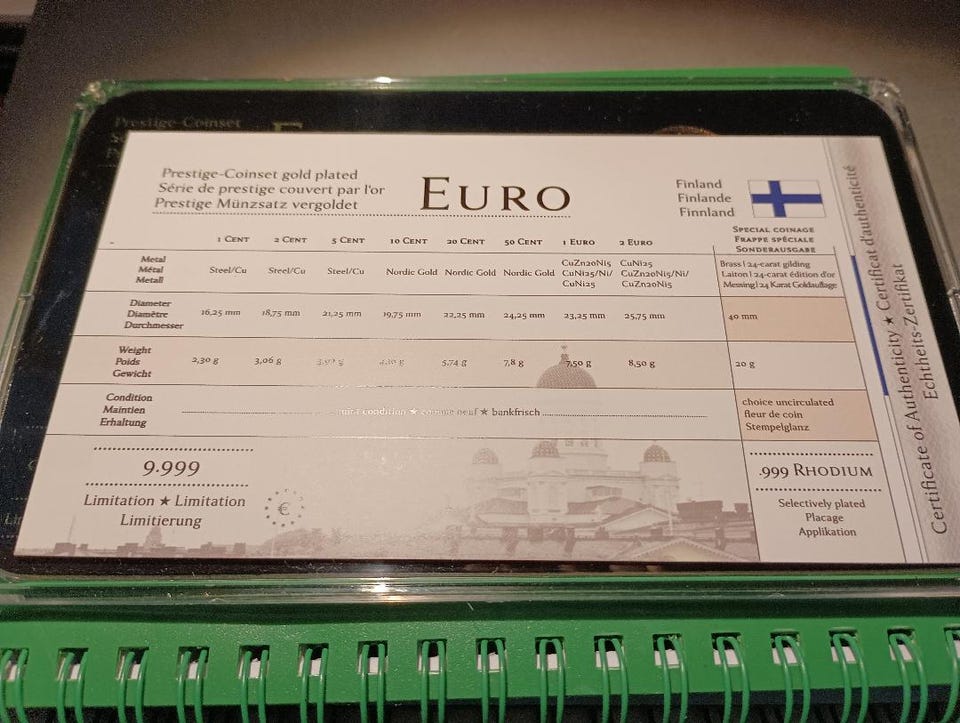 Prestige-Coinset
Prestige-Coinset gold plated
Série de prestige couvert par l'or
Prestige Münzsatz vergoldet
EURO
Finland
Finlande
Finnland
SPECIAL COINAGE
FRAPPE SPÉCIALE
SONDERAUSGABE
1 CENT 2 CENT 5 CENT 10 CENT 20 CENT 50 CENT 1 EURO 2 EURO
Metal
Métal
Metall
Steel/Cu Steel/Cu Steel/Cu Nordic Gold Nordic Gold Nordic Gold
CuZn20Ni5
CuNi25/Ni/
CuNi25
CuNi25
CuZn20Ni5/Ni/
CuZn20Ni5
Brass | 24-carat gilding
Laiton | 24-carat édition d'or
Messing | 24 Karat Goldauflage
Diameter
Diamètre
Durchmesser
16,25 mm 18,75 mm 21,25 mm 19,75 mm 22,25 mm 24,25 mm 23,25 mm 25,75 mm 40 mm
Weight
Poids
Gewicht
2,30 g 3,06 g 5,74 g 7,8 g 7,50 g 8,50 g 20 g
Condition
Maintien
Erhaltung
mint condition ★ comme neuf ★ bankfrisch
choice uncirculated
fleur de coin
Stempelglanz
9.999
Limitation ★ Limitation
Limitierung
€
.999 RHODIUM
Selectively plated
Placage
Applikation
Certificate of Authenticity ★ Certificat d'authenticité
Echtheits-Zertifikat